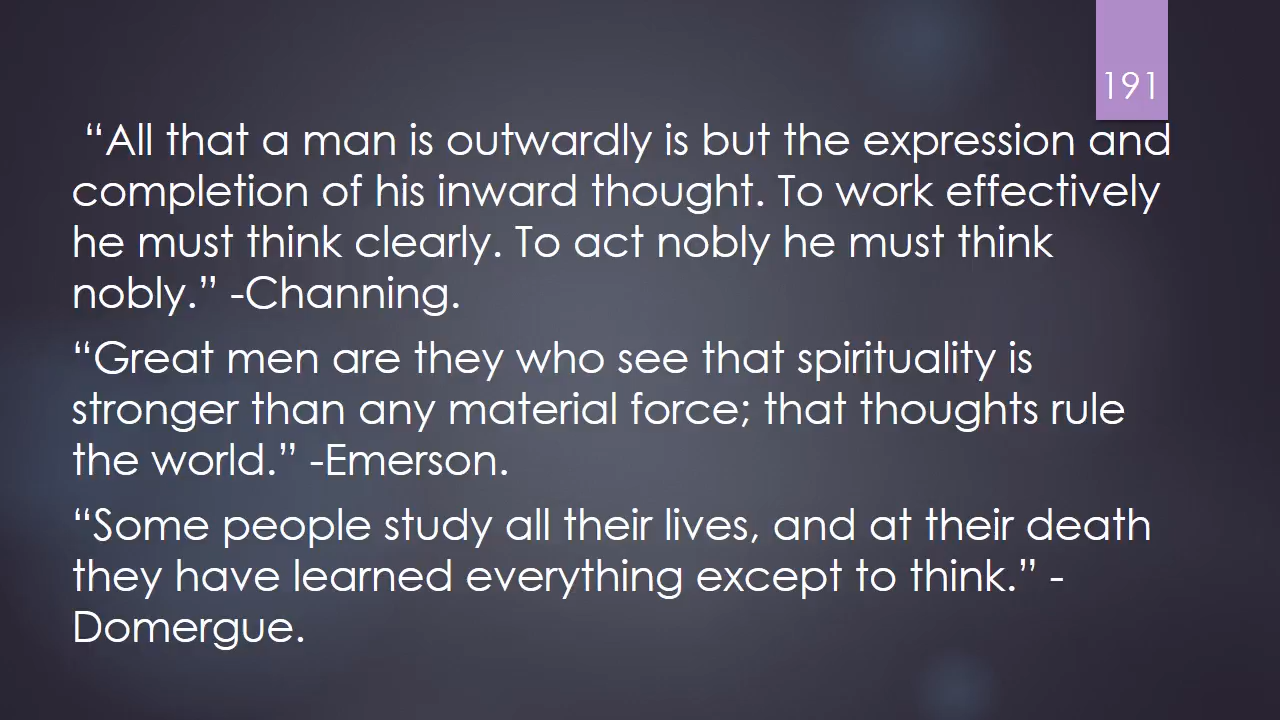 191
“All that a man is outwardly is but the expression and
completion of his inward thought. To work effectively
he must think clearly. To act nobly he must think
nobly.” -Channing.
“Great men are they who see that spirituality is
stronger than any material force; that thoughts rule
the world.” -Emerson.
“Some people study all their lives, and at their death
they have learned everything except to think.” -
Domergue.